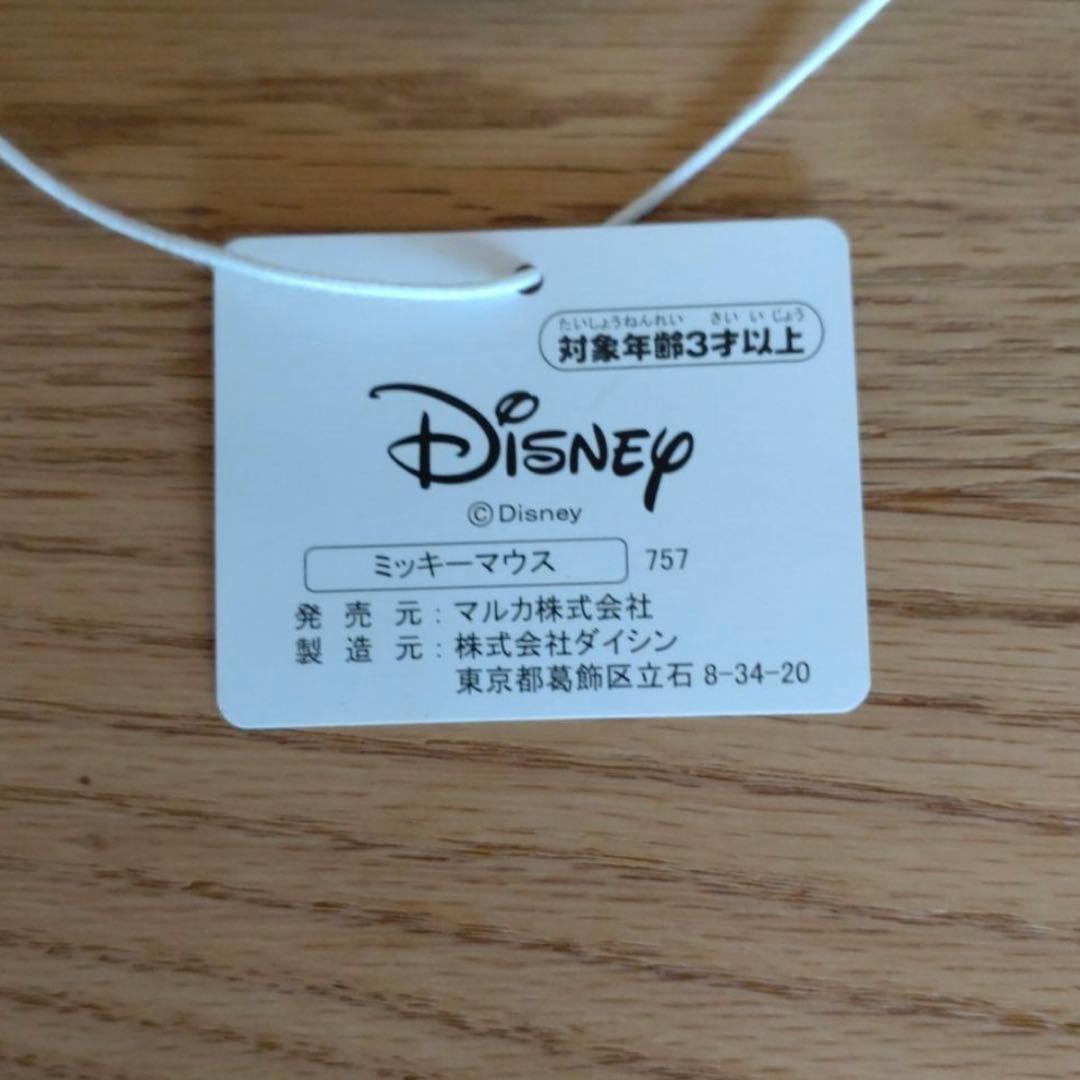 たいしょうねんれい さい いじょう
対象年齢3才以上
Disney
©Disney
ミッキーマウス 757
発売元:マルカ株式会社
製造元:株式会社ダイシン
東京都葛飾区立石 8-34-20